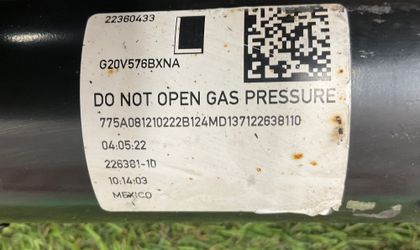 22360433
G20V576BXNA
DO NOT OPEN GAS PRESSURE
775A081210222B124MD137122638110
04:05:22
226381-10
10:14:03
MEXICO